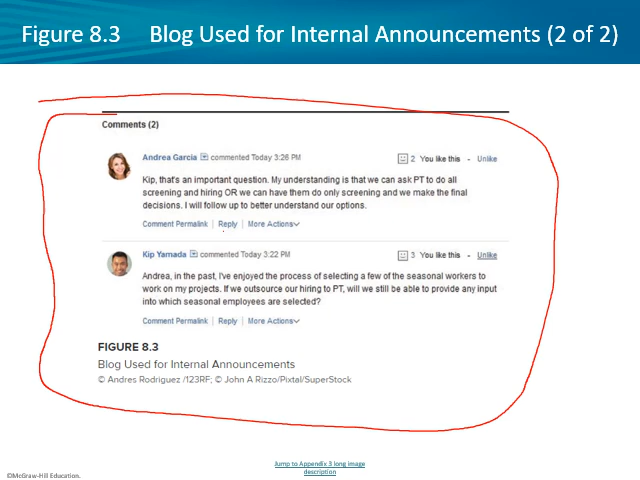 Figure 8.3 Blog Used for Internal Announcements (2 of 2)
Comments (2)
Andrea Garcia commented Today 3:26 PM 2 You like this - Unlike
Kip, that's an important question. My understanding is that we can ask PT to do all
screening and hiring OR we can have them do only screening and we make the final
decisions. I will follow up to better understand our options.
Comment Permalink | Reply | More Actions
Kip Yamada commented Today 3:22 PM 3 You like this - Unlike
Andrea, in the past, I've enjoyed the process of selecting a few of the seasonal workers to
work on my projects. If we outsource our hiring to PT, will we still be able to provide any input
into which seasonal employees are selected?
Comment Permalink | Reply | More Actions
FIGURE 8.3
Blog Used for Internal Announcements
© Andres Rodriguez /123RF; © John A Rizzo/Pixtal/SuperStock
Jump to Appendix 3 long image
description
©McGraw-Hill Education.